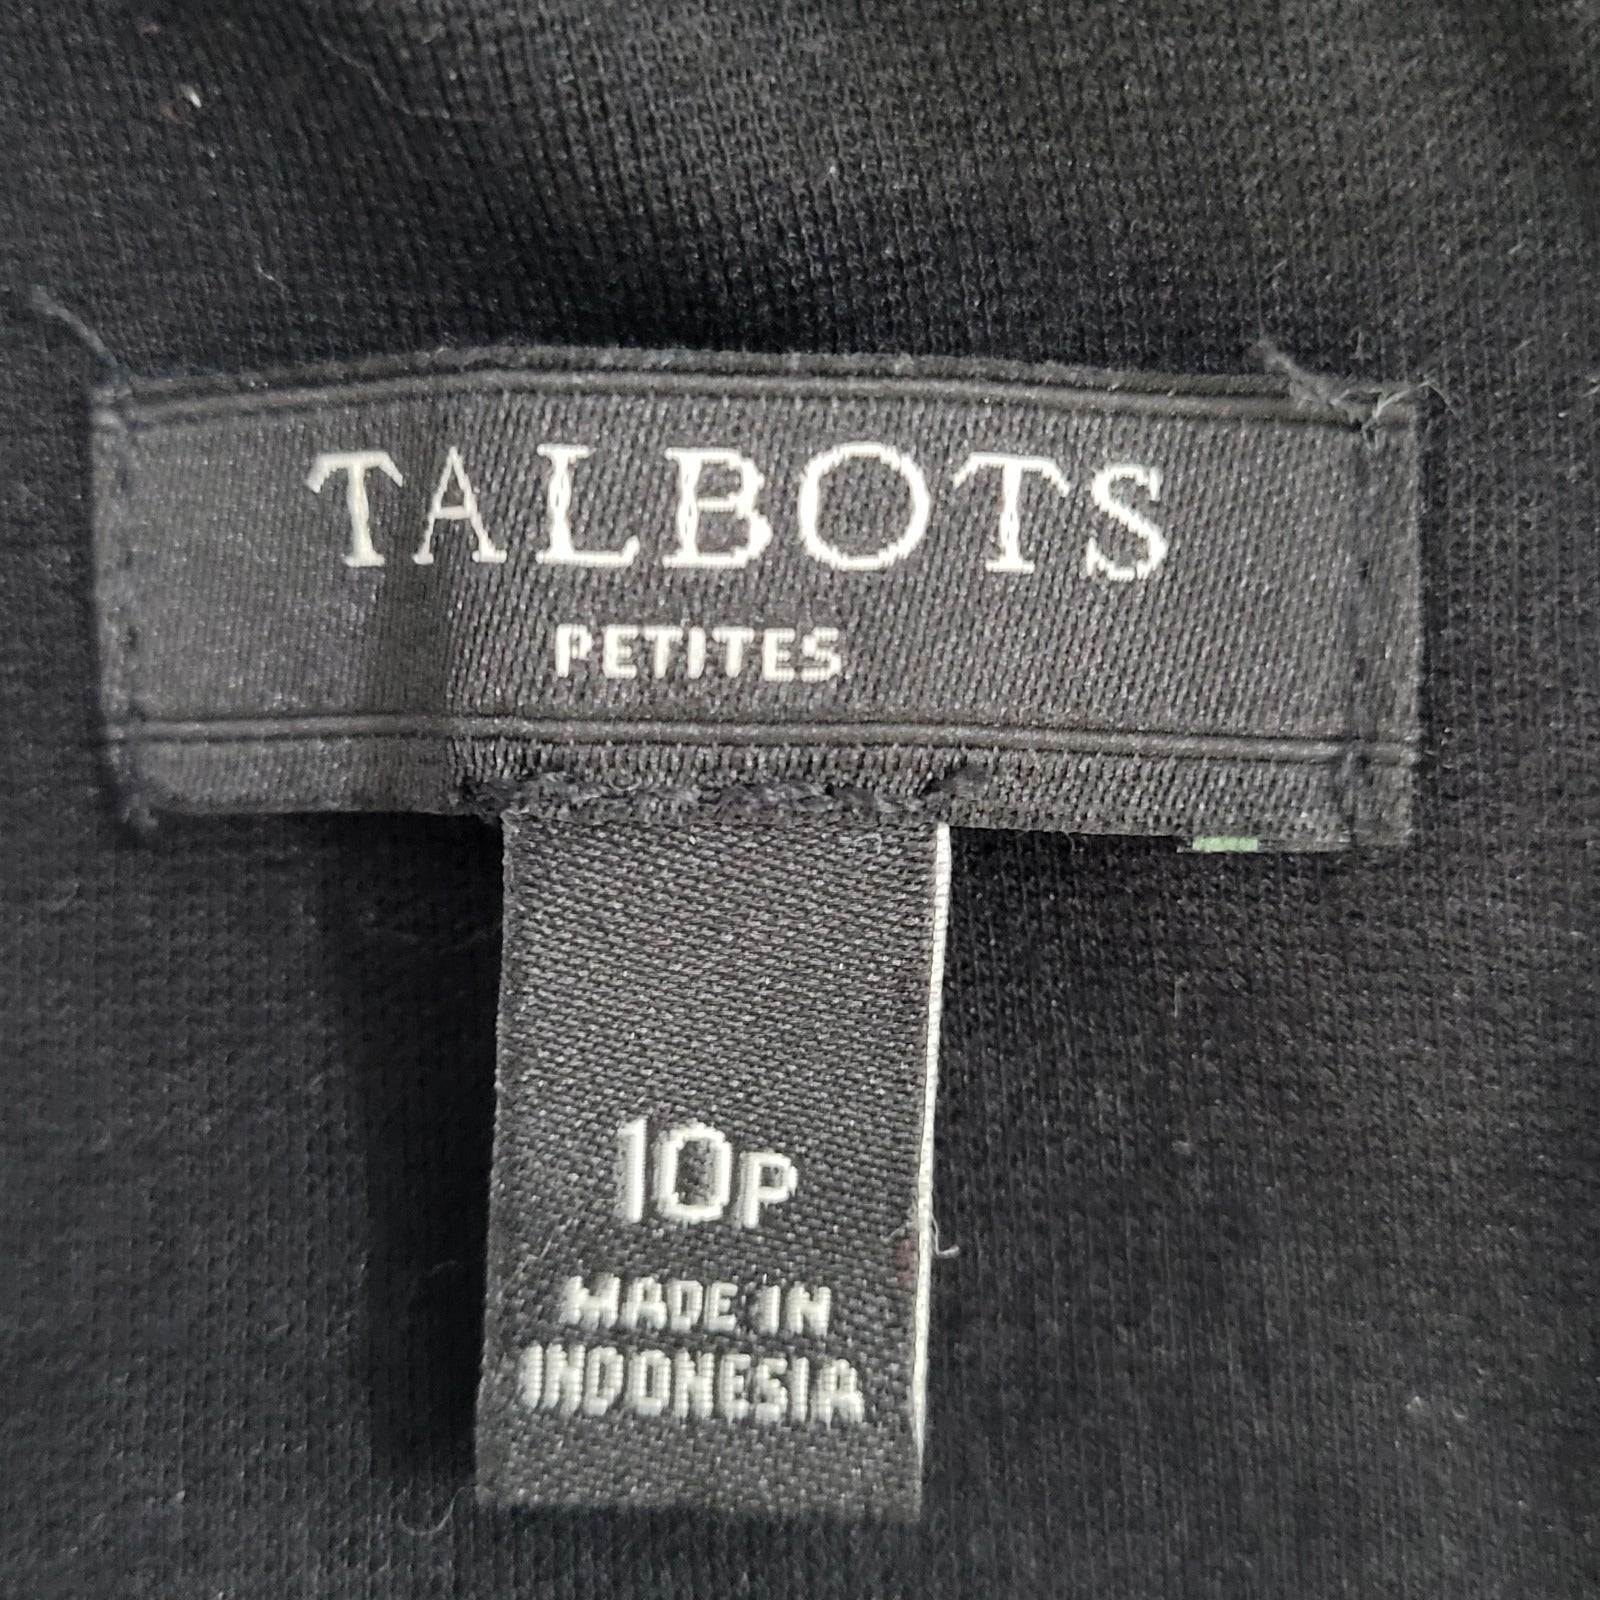 TALBOTS
PETITES
10P
MADE IN
INDONESIA